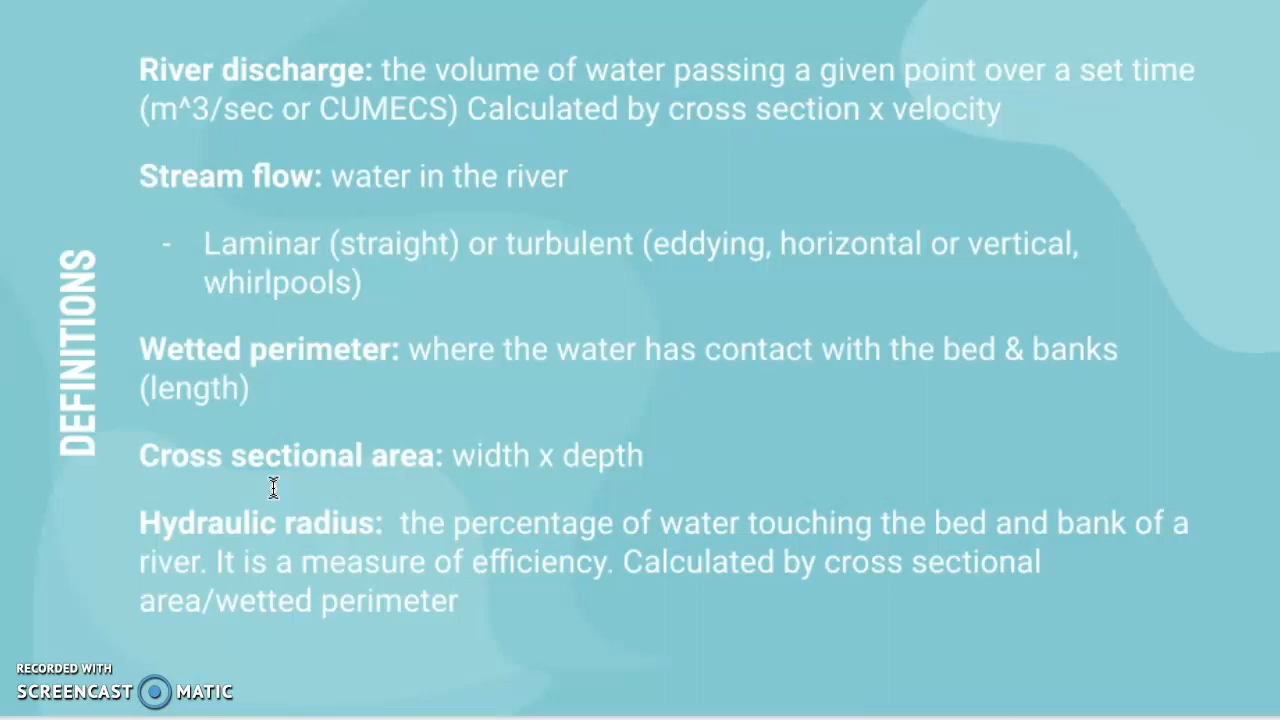 DEFINITIONS
River discharge: the volume of water passing a given point over a set time
(m^3/sec or CUMECS) Calculated by cross section x velocity
Stream flow: water in the river
- Laminar (straight) or turbulent (eddying, horizontal or vertical,
whirlpools)
Wetted perimeter: where the water has contact with the bed & banks
(length)
Cross sectional area: width x depth
Hydraulic radius: the percentage of water touching the bed and bank of a
river. It is a measure of efficiency. Calculated by cross sectional
area/wetted perimeter
RECORDED WITH
SCREENCAST MATIC